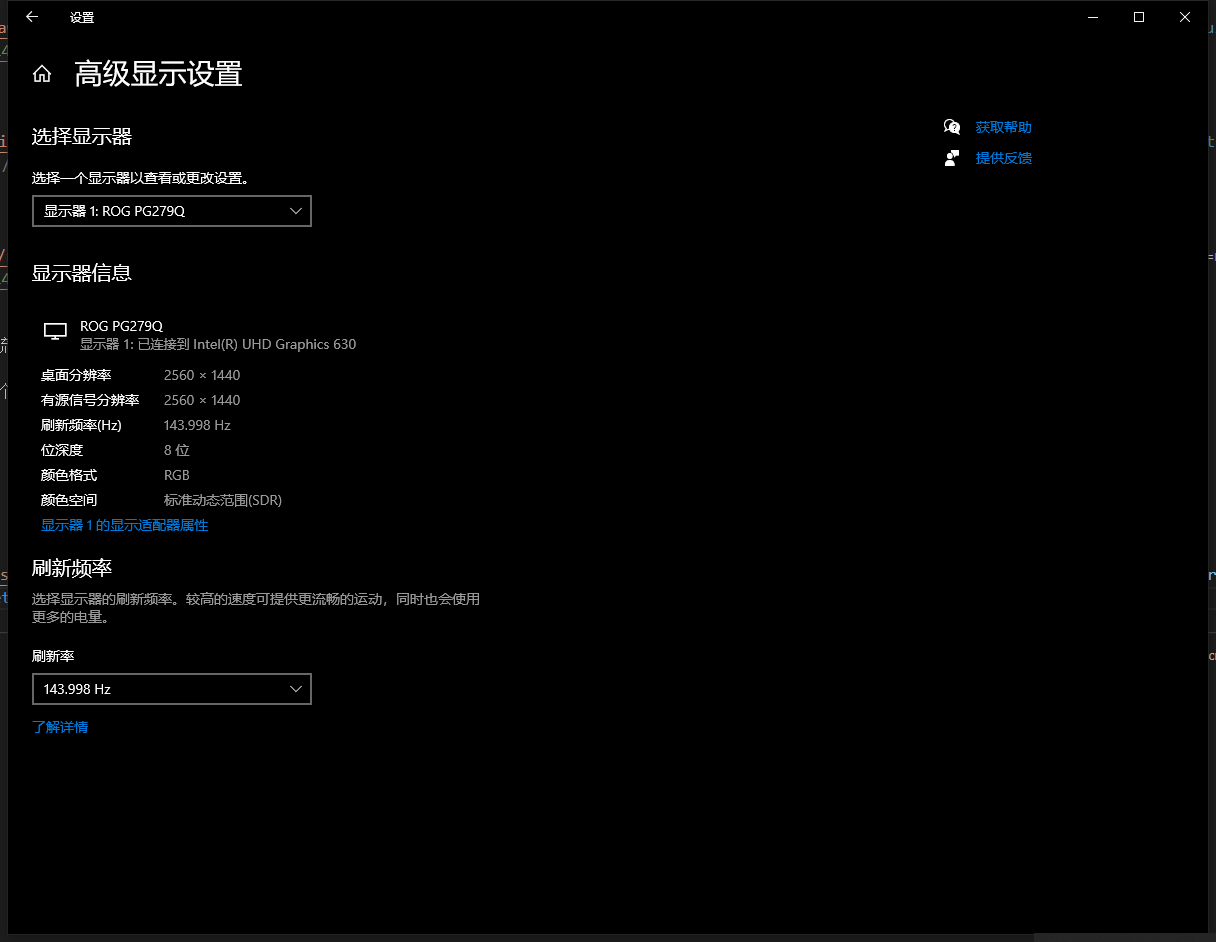 设置
高级显示设置
选择显示器
选择一个显示器以查看或更改设置。
显示器 1: ROG PG279Q
显示器信息
ROG PG279Q
显示器 1: 已连接到 Intel(R) UHD Graphics 630
桌面分辨率 2560 × 1440
有源信号分辨率 2560 × 1440
刷新频率(Hz) 143.998 Hz
位深度 8 位
颜色格式 RGB
颜色空间 标准动态范围(SDR)
显示器 1 的显示适配器属性
刷新频率
选择显示器的刷新频率。较高的速度可提供更流畅的运动，同时也会使用
更多的电量。
刷新率
143.998 Hz
了解详情
获取帮助
提供反馈